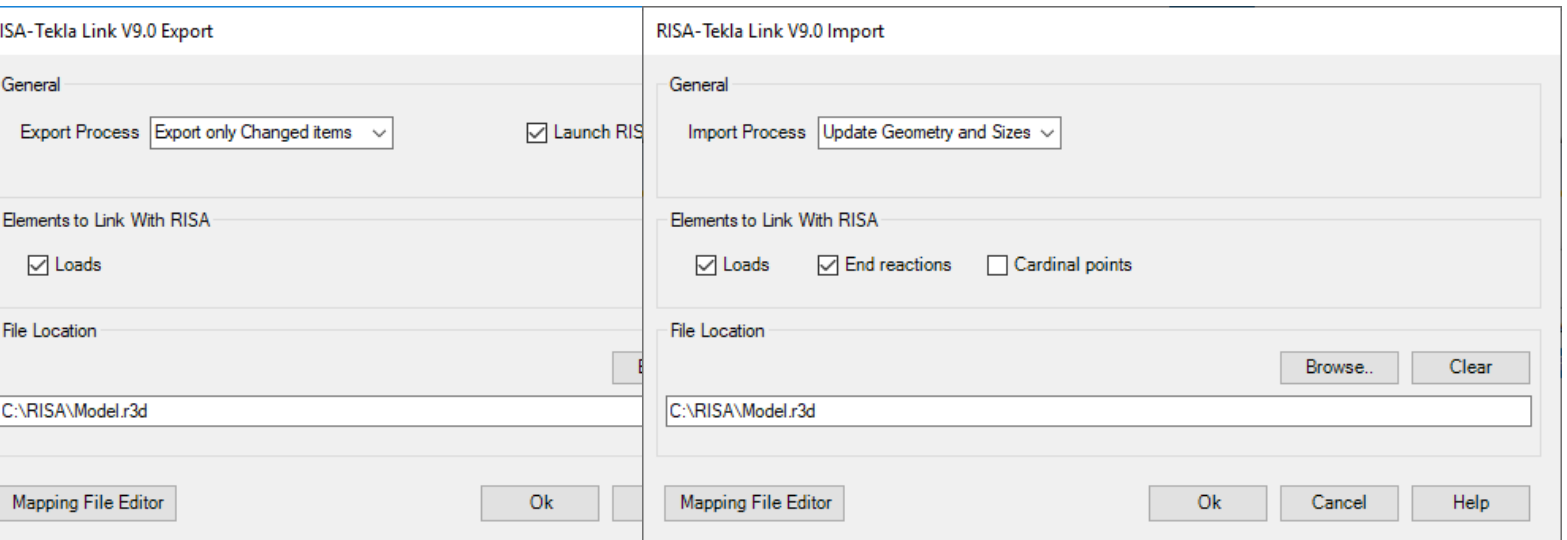 ISA-Tekla Link V9.0 Export
General
Export Process Export only Changed items Launch RIS
Elements to Link With RISA
Loads
File Location
C:\RISA\Model.r3d
Mapping File Editor Ok
RISA-Tekla Link V9.0 Import
General
Import Process Update Geometry and Sizes
Elements to Link With RISA
Loads End reactions Cardinal points
File Location
Browse.. Clear
C:\RISA\Model.r3d
Mapping File Editor Ok Cancel Help